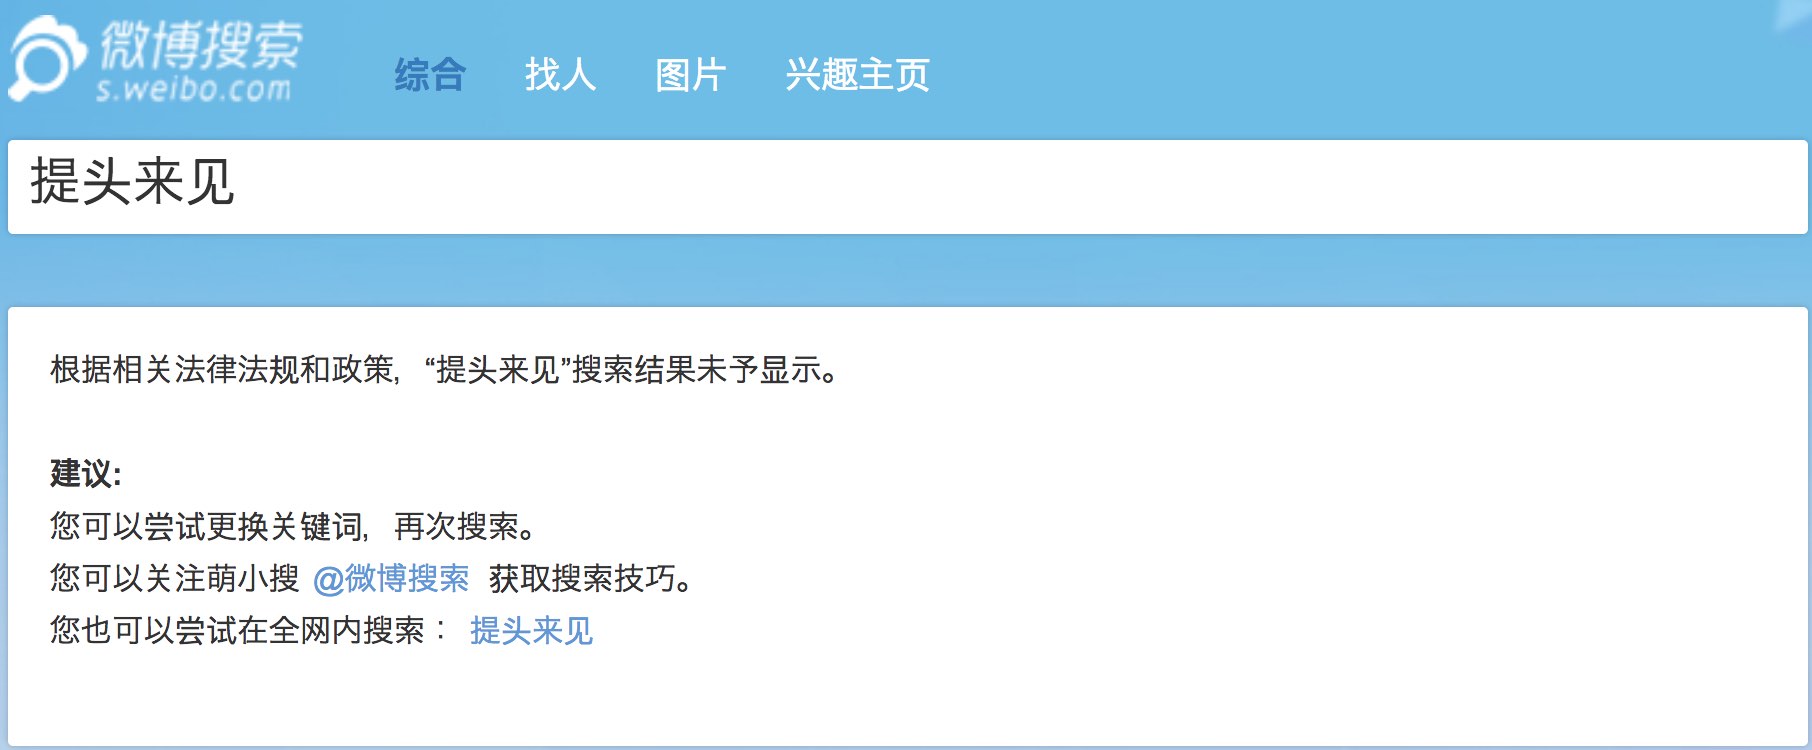 微博搜索
s.weibo.com
综合 找人 图片 兴趣主页
提头来见
根据相关法律法规和政策，“提头来见”搜索结果未予显示。
建议:
您可以尝试更换关键词，再次搜索。
您可以关注萌小搜 @微博搜索 获取搜索技巧。
您也可以尝试在全网内搜索： 提头来见